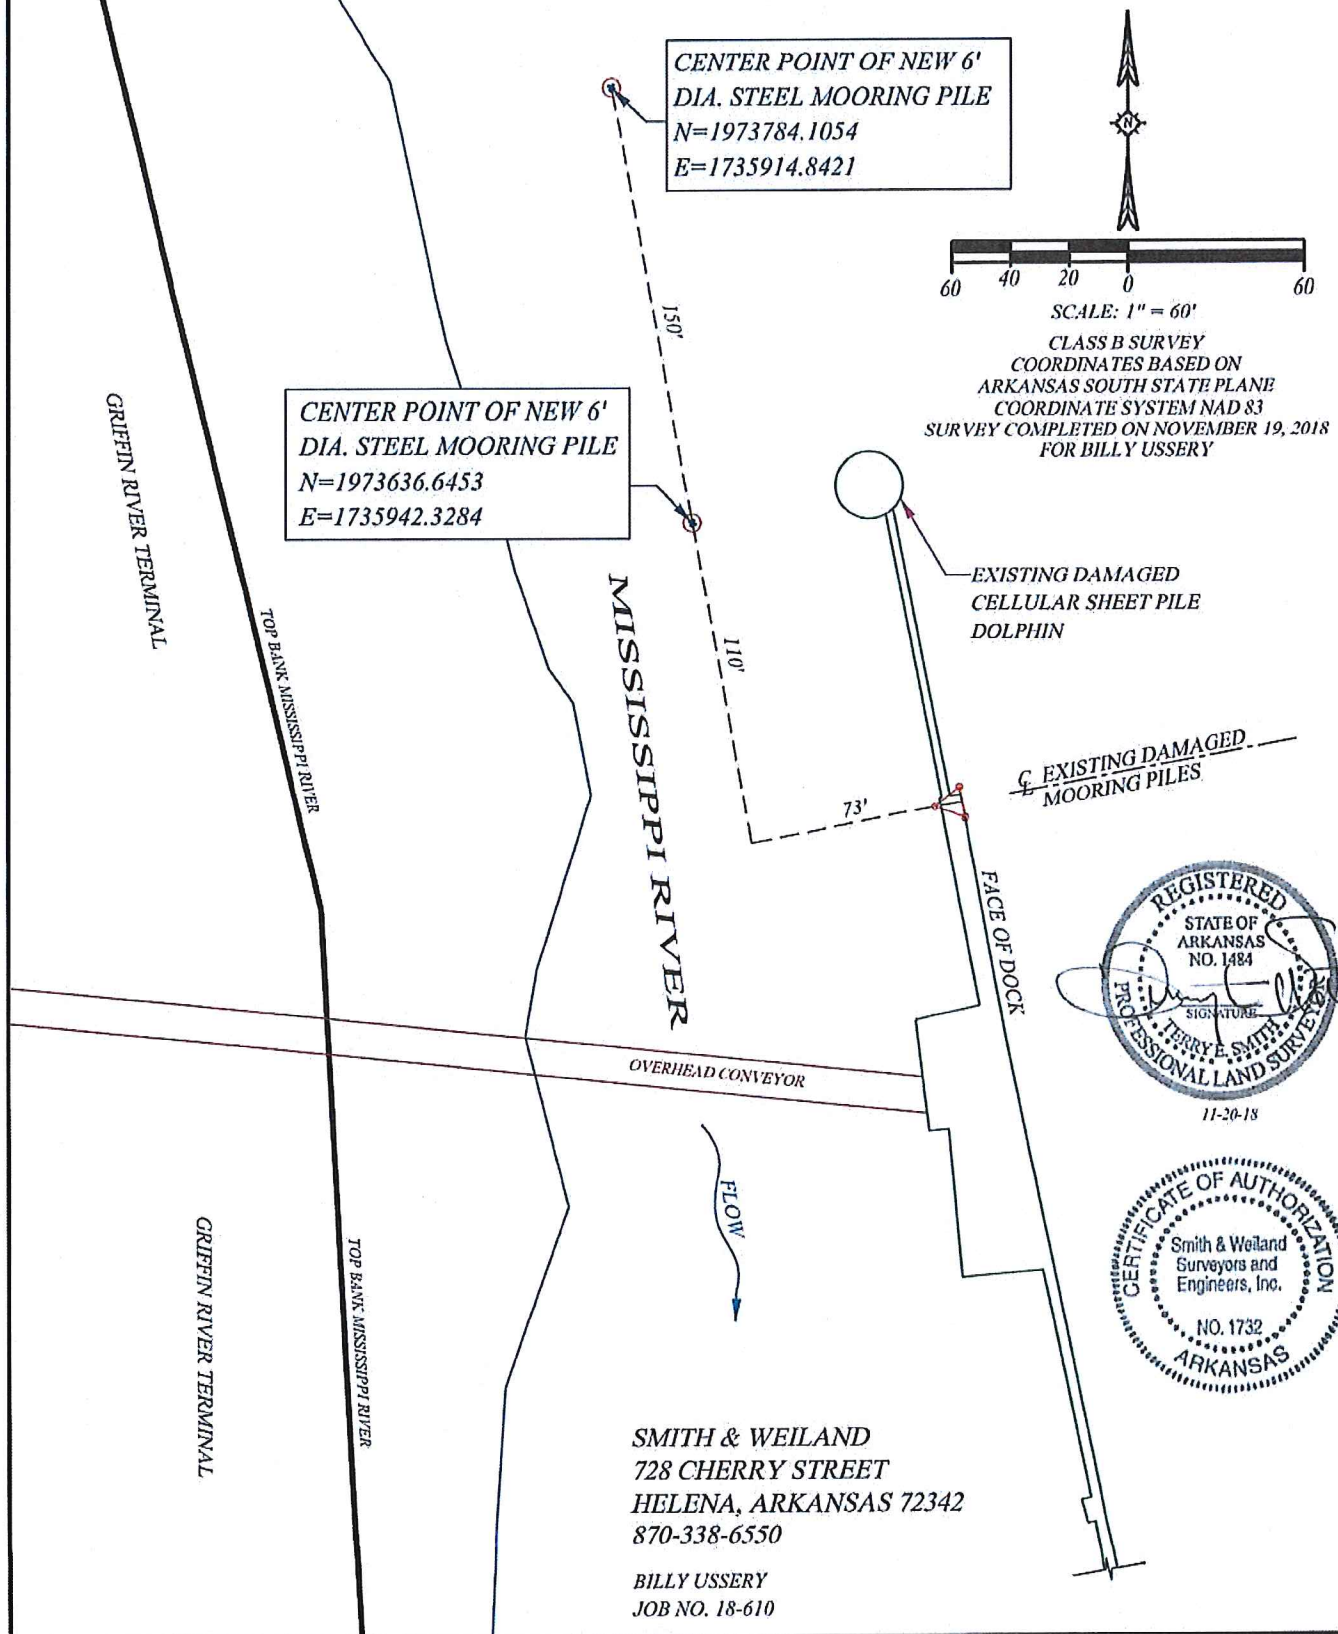 CENTER POINT OF NEW 6'
DIA. STEEL MOORING PILE
N=1973784.1054
E=1735914.8421
N
60 40 20 0 60
SCALE: 1" = 60'
CLASS B SURVEY
COORDINATES BASED ON
ARKANSAS SOUTH STATE PLANE
COORDINATE SYSTEM NAD 83
SURVEY COMPLETED ON NOVEMBER 19, 2018
FOR BILLY USSERY
150'
CENTER POINT OF NEW 6'
DIA. STEEL MOORING PILE
N=1973636.6453
E=1735942.3284
GRIFFIN RIVER TERMINAL
TOP BANK MISSISSIPPI RIVER
MISSISSIPPI RIVER
110'
EXISTING DAMAGED
CELLULAR SHEET PILE
DOLPHIN
73'
CL EXISTING DAMAGED
MOORING PILES
FACE OF DOCK
REGISTERED
STATE OF
ARKANSAS
NO. 1484
SIGNATURE
TERRY E. SMITH
PROFESSIONAL LAND SURVEYOR
11-20-18
OVERHEAD CONVEYOR
FLOW
CERTIFICATE OF AUTHORIZATION
Smith & Weiland
Surveyors and
Engineers, Inc.
NO. 1732
ARKANSAS
GRIFFIN RIVER TERMINAL
TOP BANK MISSISSIPPI RIVER
SMITH & WEILAND
728 CHERRY STREET
HELENA, ARKANSAS 72342
870-338-6550
BILLY USSERY
JOB NO. 18-610